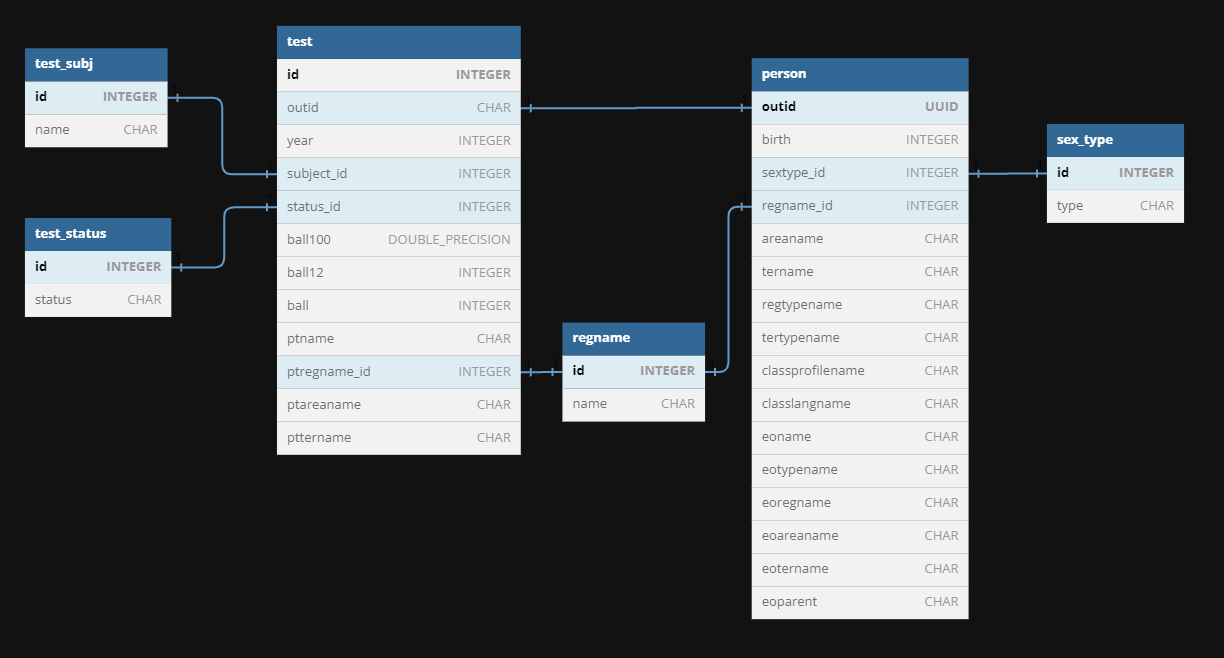 test_subj
id INTEGER
name CHAR
test_status
id INTEGER
status CHAR
test
id INTEGER
outid CHAR
year INTEGER
subject_id INTEGER
status_id INTEGER
ball100 DOUBLE_PRECISION
ball12 INTEGER
ball INTEGER
ptname CHAR
ptregname_id INTEGER
ptareaname CHAR
pttername CHAR
regname
id INTEGER
name CHAR
person
outid UUID
birth INTEGER
sextype_id INTEGER
regname_id INTEGER
areaname CHAR
tername CHAR
regtypename CHAR
tertypename CHAR
classprofilename CHAR
classlangname CHAR
eoname CHAR
eotypename CHAR
eoregname CHAR
eoareaname CHAR
eotername CHAR
eoparent CHAR
sex_type
id INTEGER
type CHAR